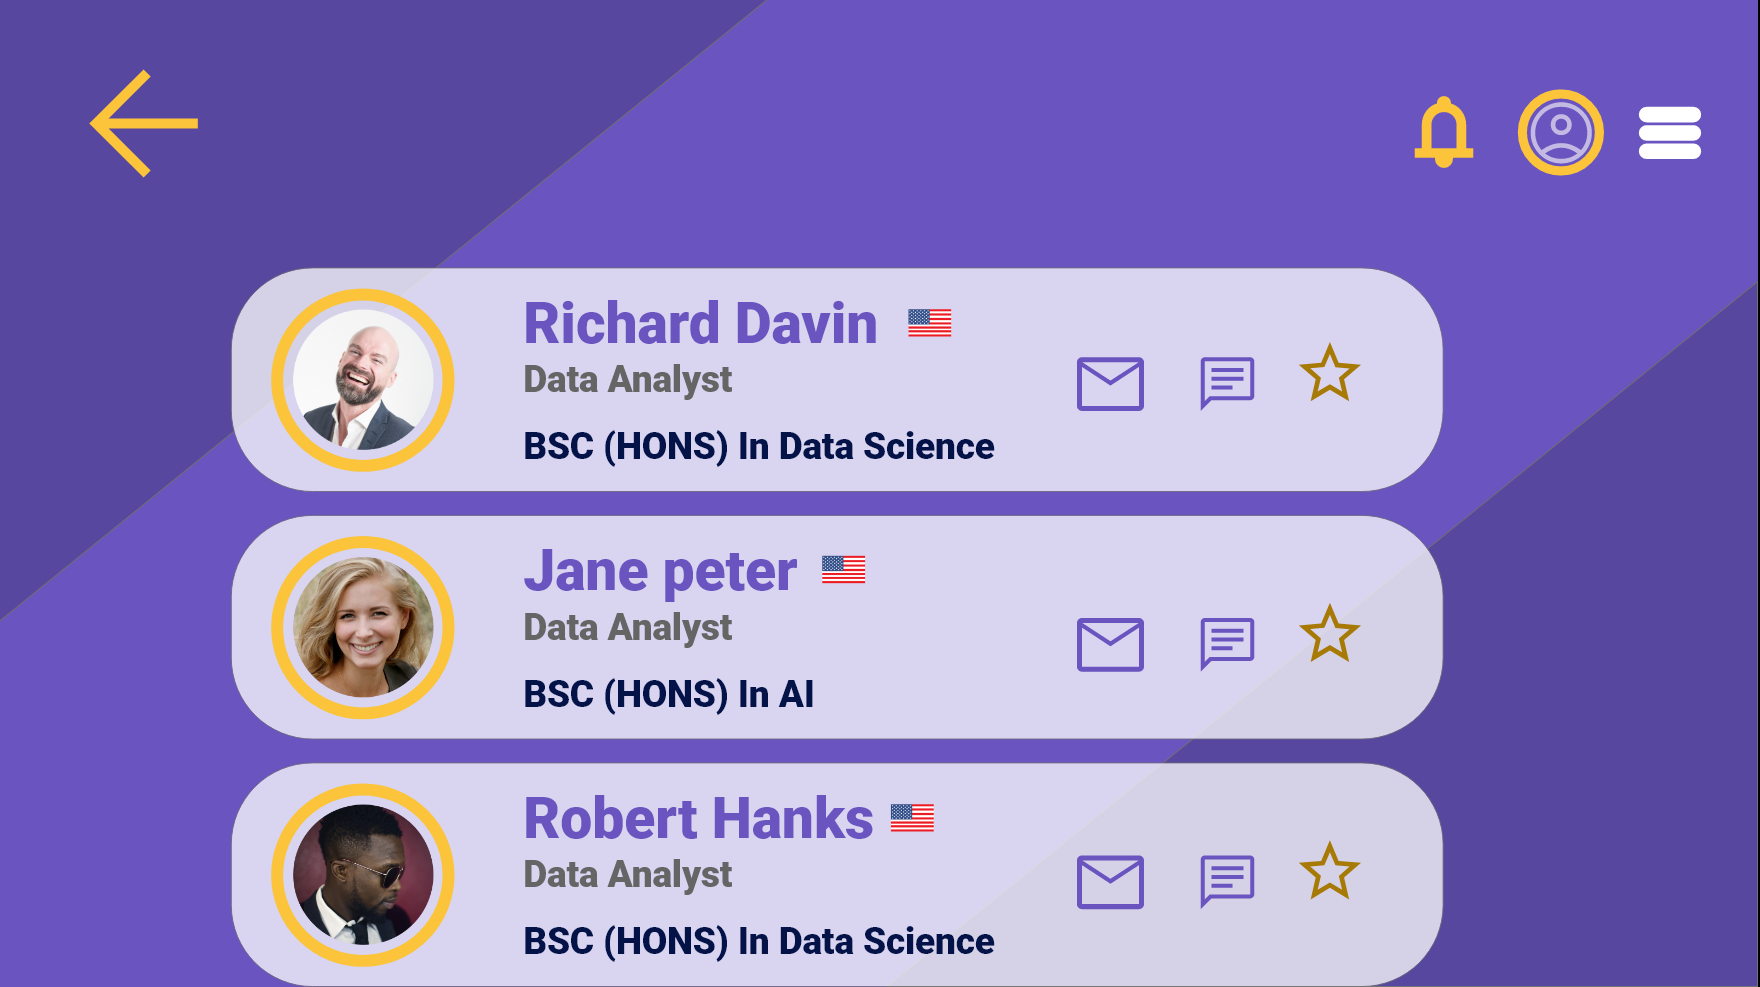 Richard Davin
Data Analyst
BSC (HONS) In Data Science
Jane peter
Data Analyst
BSC (HONS) In AI
Robert Hanks
Data Analyst
BSC (HONS) In Data Science